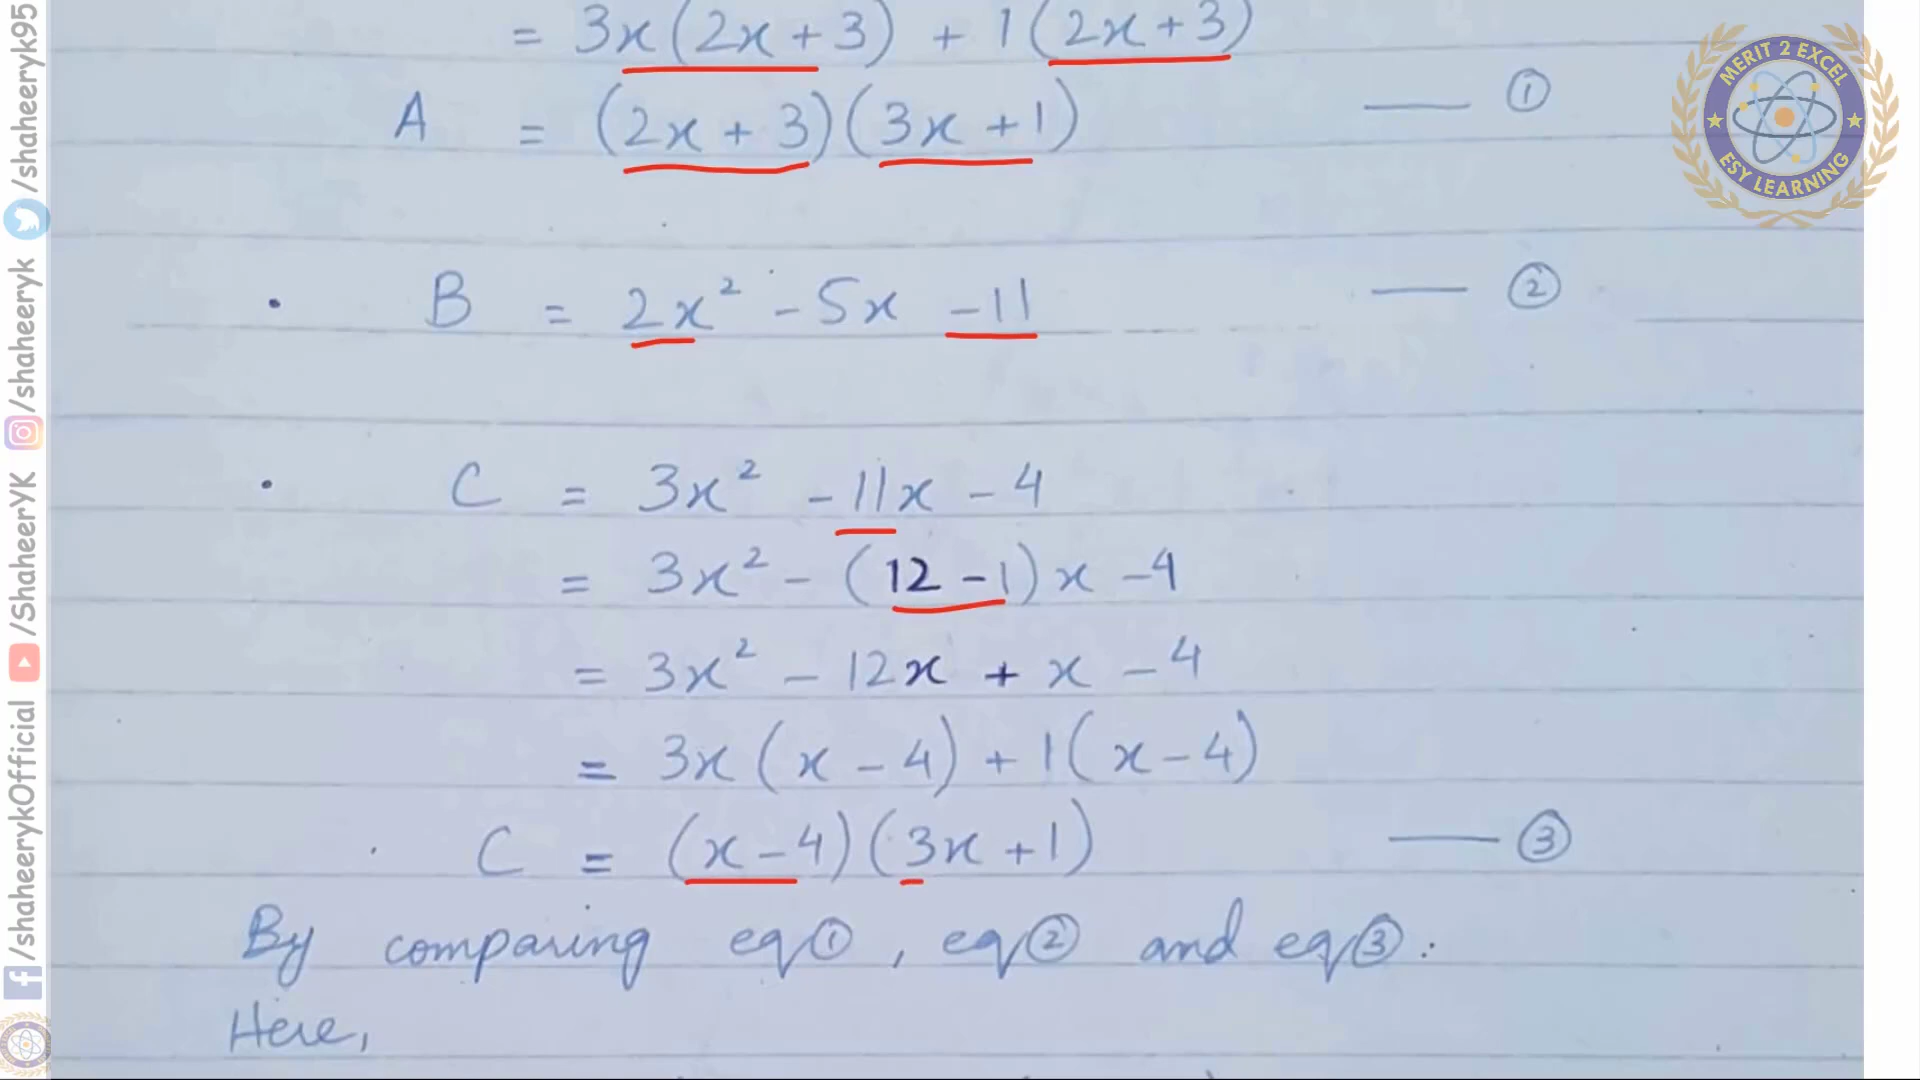 = 3x(2x+3) + 1(2x+3)
A = (2x+3)(3x+1) — ①
• B = 2x² - 5x - 11 — ②
• C = 3x² - 11x - 4
= 3x² - (12-1)x - 4
= 3x² - 12x + x - 4
= 3x(x-4) + 1(x-4)
C = (x-4)(3x+1) — ③
By comparing eq①, eq② and eq③.
Here,
MERIT 2 EXCEL
ESY LEARNING
/shaheeryk95
/shaheeryk
/ShaheerYK
/shaheerykOfficial